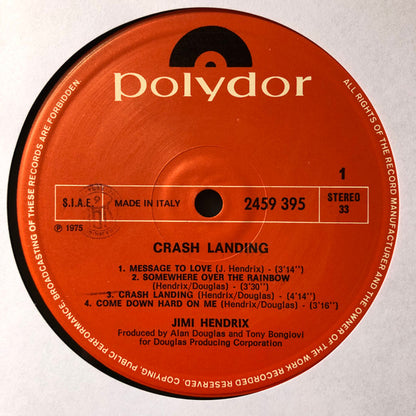 polydor
S.I.A.E.
MADE IN ITALY
2459 395
1
STEREO
33
℗ 1975
CRASH LANDING
1. MESSAGE TO LOVE (J. Hendrix) - (3'14'')
2. SOMEWHERE OVER THE RAINBOW
(Hendrix/Douglas) - (3'30'')
3. CRASH LANDING (Hendrix/Douglas) - (4'14'')
4. COME DOWN HARD ON ME (Hendrix/Douglas) - (3'16'')
JIMI HENDRIX
Produced by Alan Douglas and Tony Bongiovi
for Douglas Producing Corporation
ALL RIGHTS OF THE RECORD MANUFACTURER AND THE OWNER OF THE WORK RECORDED RESERVED. COPYING, PUBLIC PERFORMANCE, BROADCASTING OF THESE RECORDS ARE FORBIDDEN.